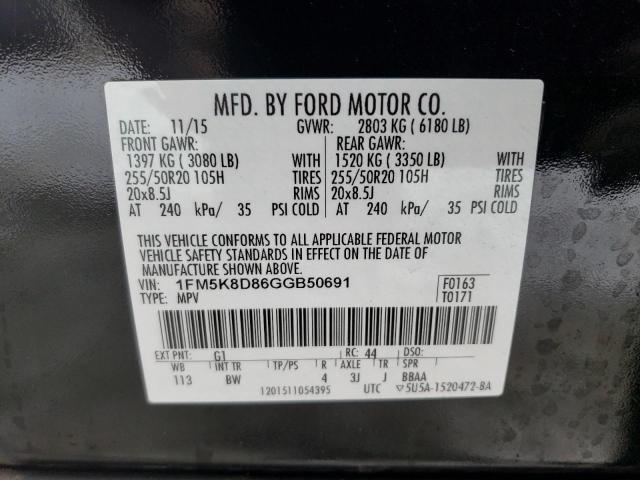 MFD. BY FORD MOTOR CO.
DATE: 11/15 GVWR: 2803 KG ( 6180 LB)
FRONT GAWR: REAR GAWR:
1397 KG ( 3080 LB) WITH 1520 KG ( 3350 LB) WITH
255/50R20 105H TIRES 255/50R20 105H TIRES
20x8.5J RIMS 20x8.5J RIMS
AT 240 kPa/ 35 PSI COLD AT 240 kPa/ 35 PSI COLD
THIS VEHICLE CONFORMS TO ALL APPLICABLE FEDERAL MOTOR
VEHICLE SAFETY STANDARDS IN EFFECT ON THE DATE OF
MANUFACTURE SHOWN ABOVE.
VIN: 1FM5K8D86GGB50691 F0163
TYPE: MPV T0171
EXT PNT: G1 RC: 44 DSO:
WB INT TR TP/PS R AXLE TR SPR
113 BW 4 3J J BBAA
1201511054395 UTC ▽5U5A-1520472-BA